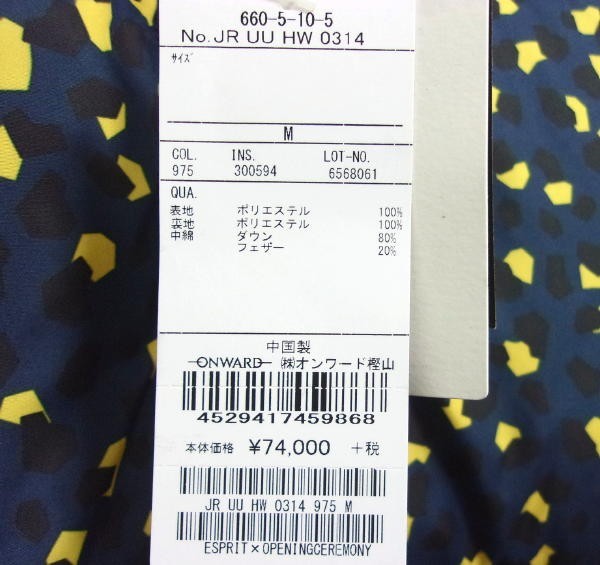 660-5-10-5
No.JR UU HW 0314
ｻｲｽﾞ
M
COL. INS. LOT-NO.
975 300594 6568061
QUA.
表地 ポリエステル 100%
裏地 ポリエステル 100%
中綿 ダウン 80%
フェザー 20%
中国製
ONWARD ㈱オンワード樫山
4529417459868
本体価格 ¥74,000 +税
JR UU HW 0314 975 M
ESPRIT×OPENINGCEREMONY